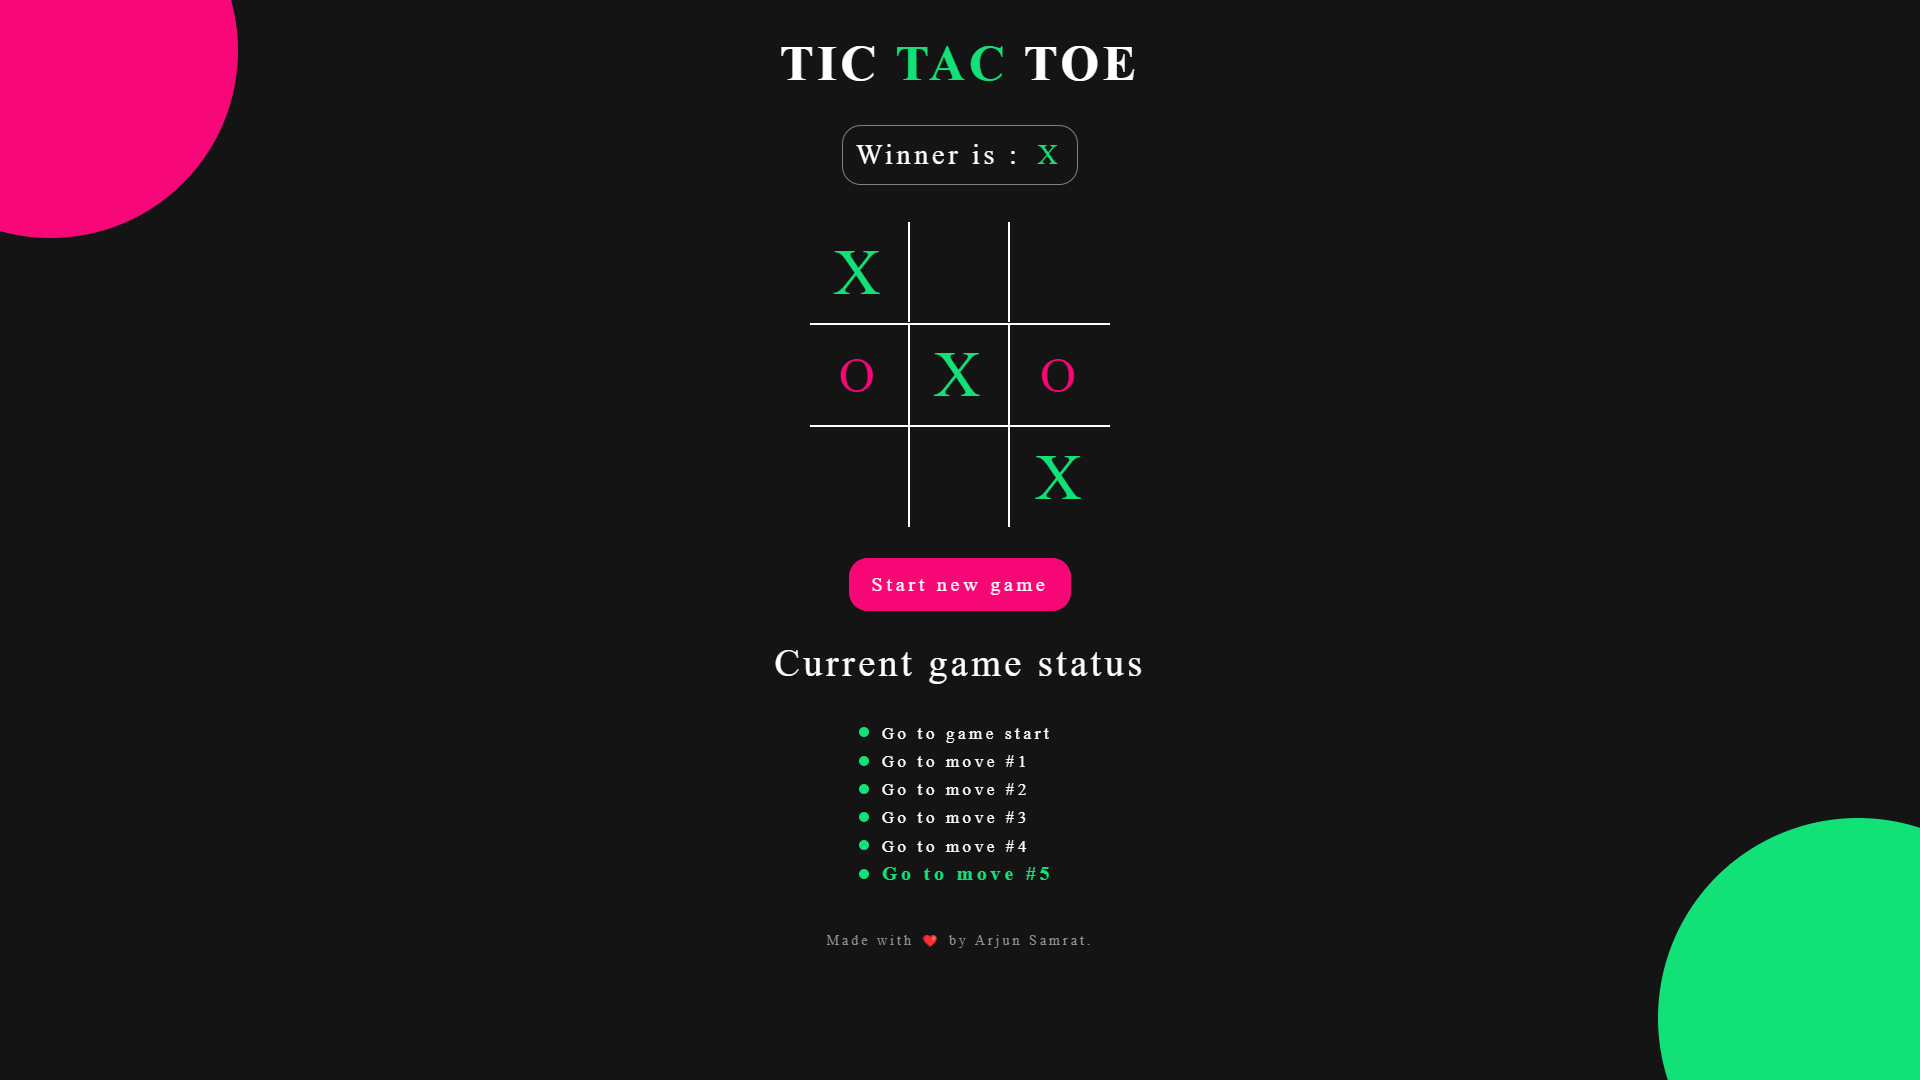 TIC TAC TOE
Winner is : X
X
O X O
X
Start new game
Current game status
Go to game start
Go to move #1
Go to move #2
Go to move #3
Go to move #4
Go to move #5
Made with ❤️ by Arjun Samrat.